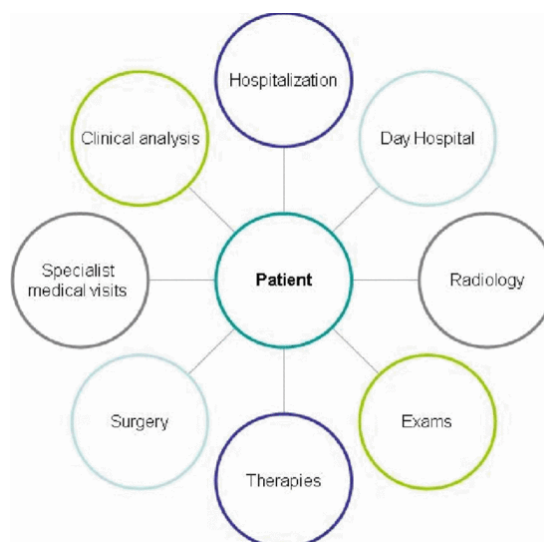 Hospitalization
Clinical analysis
Day Hospital
Specialist
medical visits
Patient
Radiology
Surgery
Exams
Therapies